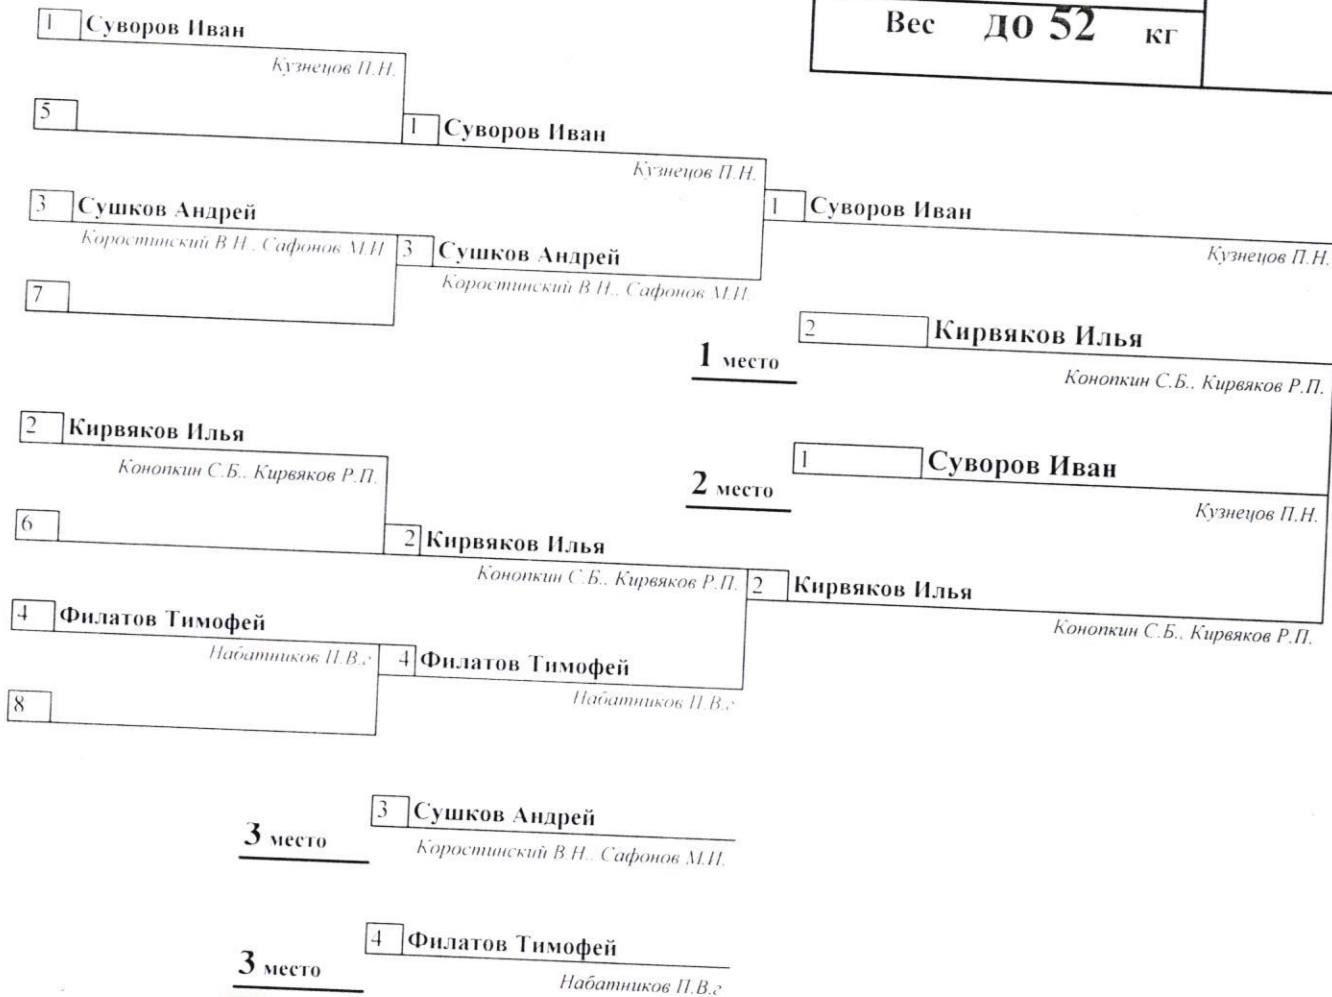 Вес до 52 кг
1 Суворов Иван
Кузнецов П.Н.
5
1 Суворов Иван
Кузнецов П.Н.
3 Сушков Андрей
Коростинский В.Н., Сафонов М.И
1 Суворов Иван
Кузнецов П.Н.
3 Сушков Андрей
Коростинский В.Н., Сафонов М.И.
7
1 место
2 Кирвяков Илья
Конопкин С.Б., Кирвяков Р.П.
2 Кирвяков Илья
Конопкин С.Б., Кирвяков Р.П.
2 место
1 Суворов Иван
Кузнецов П.Н.
6
2 Кирвяков Илья
Конопкин С.Б., Кирвяков Р.П.
2 Кирвяков Илья
Конопкин С.Б., Кирвяков Р.П.
4 Филатов Тимофей
Набатников П.В.г
4 Филатов Тимофей
Набатников П.В.г
8
3 место
3 Сушков Андрей
Коростинский В.Н., Сафонов М.И.
3 место
4 Филатов Тимофей
Набатников П.В.г